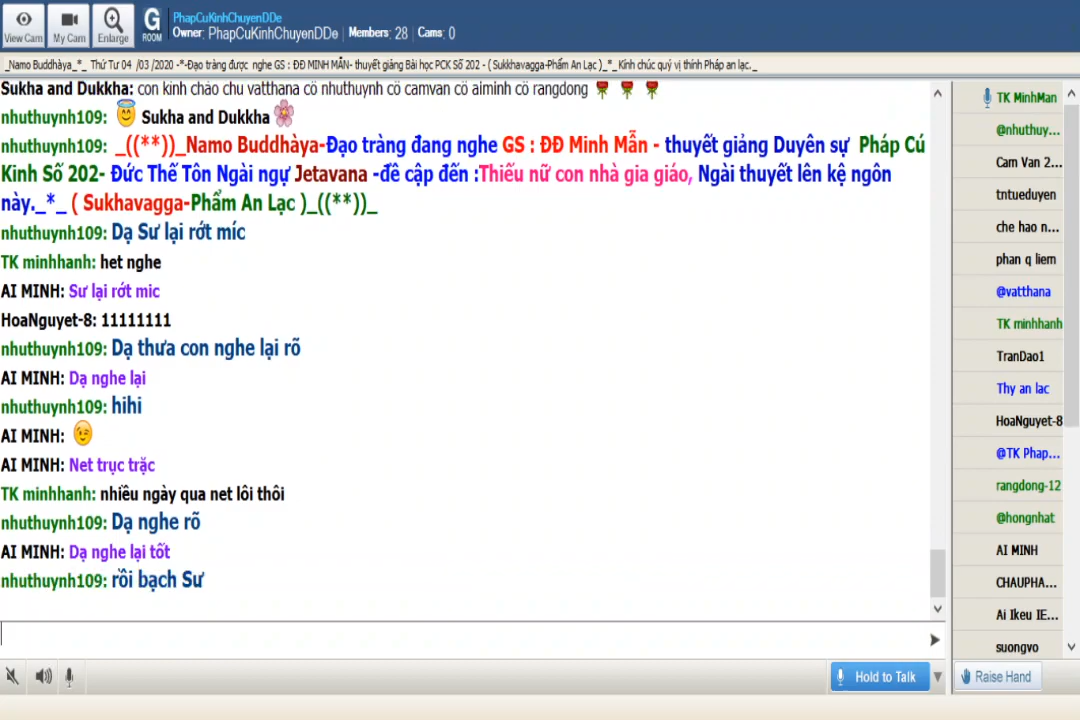 View Cam
My Cam
Enlarge
G
ROOM
PhapCuKinhChuyenDDe
Owner: PhapCuKinhChuyenDDe | Members: 28 | Cams: 0
_Namo Buddhàya_*_ Thứ Tư 04 /03 /2020 -*-Đạo tràng được nghe GS : ĐĐ MINH MẪN- thuyết giảng Bài học PCK Số 202 - ( Sukkhavagga-Phẩm An Lạc )_*_Kính chúc quý vị thính Pháp an lạc._
Sukha and Dukkha: con kinh chảo chu vatthana cô nhuthuynh cô camvan cô aiminh cô rangdong
nhuthuynh109: Sukha and Dukkha
nhuthuynh109: _((**))_Namo Buddhàya-Đạo tràng đang nghe GS : ĐĐ Minh Mẫn - thuyết giảng Duyên sự Pháp Cú
Kinh Số 202- Đức Thế Tôn Ngài ngự Jetavana -đề cập đến :Thiếu nữ con nhà gia giáo, Ngài thuyết lên kệ ngôn
này._*_ ( Sukhavagga-Phẩm An Lạc )_((**))_
nhuthuynh109: Dạ Sư lại rớt míc
TK minhhanh: het nghe
AI MINH: Sư lại rớt mic
HoaNguyet-8: 11111111
nhuthuynh109: Dạ thưa con nghe lại rõ
AI MINH: Dạ nghe lại
nhuthuynh109: hihi
AI MINH:
AI MINH: Net trục trặc
TK minhhanh: nhiều ngày qua net lôi thôi
nhuthuynh109: Dạ nghe rõ
AI MINH: Dạ nghe lại tốt
nhuthuynh109: rồi bạch Sư
TK MinhMan
@nhuthuy...
Cam Van 2...
tntueduyen
che hao n...
phan q liem
@vatthana
TK minhhanh
TranDao1
Thy an lac
HoaNguyet-8
@TK Phap...
rangdong-12
@hongnhat
AI MINH
CHAUPHA...
Ai Ikeu IE...
suongvo
Hold to Talk
Raise Hand